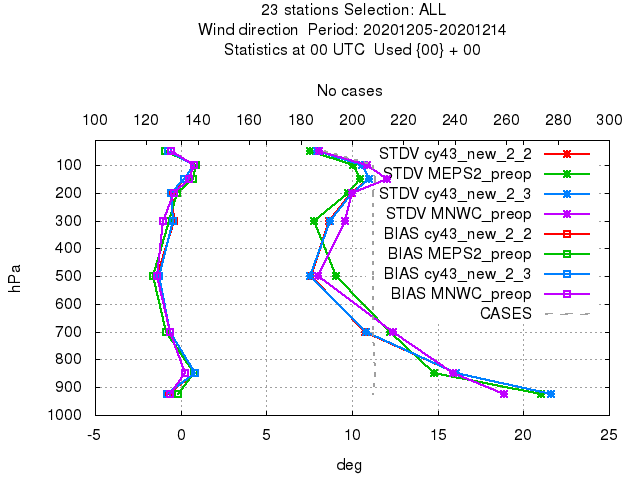 23 stations Selection: ALL
Wind direction  Period: 20201205-20201214
Statistics at 00 UTC  Used {00} + 00
No cases
100 120 140 160 180 200 220 240 260 280 300
STDV cy43_new_2_2
STDV MEPS2_preop
STDV cy43_new_2_3
STDV MNWC_preop
BIAS cy43_new_2_2
BIAS MEPS2_preop
BIAS cy43_new_2_3
BIAS MNWC_preop
CASES
hPa
100
200
300
400
500
600
700
800
900
1000
-5 0 5 10 15 20 25
deg